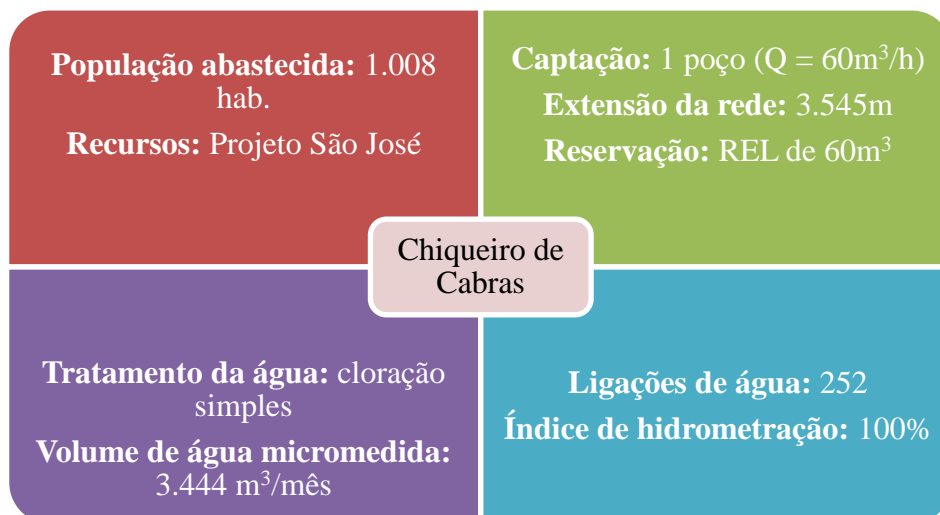 População abastecida: 1.008
hab.
Recursos: Projeto São José
Captação: 1 poço (Q = 60m³/h)
Extensão da rede: 3.545m
Reservação: REL de 60m³
Chiqueiro de
Cabras
Tratamento da água: cloração
simples
Volume de água micromedida:
3.444 m³/mês
Ligações de água: 252
Índice de hidrometração: 100%